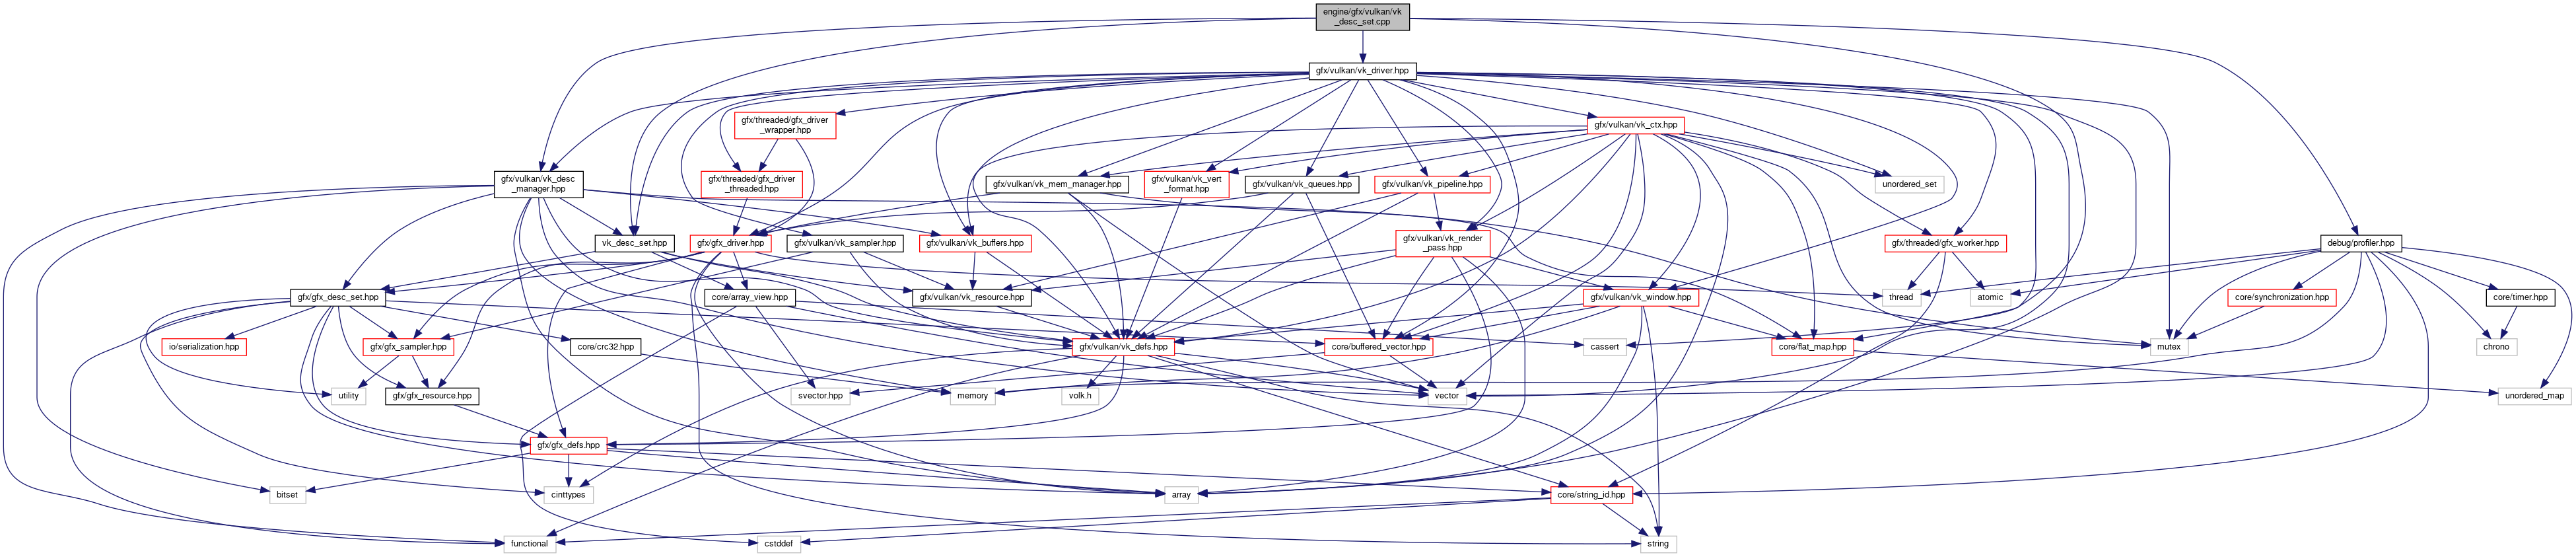 engine/gfx/vulkan/vk
_desc_set.cpp
gfx/vulkan/vk_driver.hpp
gfx/threaded/gfx_driver
_wrapper.hpp
gfx/vulkan/vk_ctx.hpp
gfx/vulkan/vk_desc
_manager.hpp
gfx/threaded/gfx_driver
_threaded.hpp
gfx/vulkan/vk_mem_manager.hpp
gfx/vulkan/vk_vert
_format.hpp
gfx/vulkan/vk_queues.hpp
gfx/vulkan/vk_pipeline.hpp
unordered_set
vk_desc_set.hpp
gfx/gfx_driver.hpp
gfx/vulkan/vk_sampler.hpp
gfx/vulkan/vk_buffers.hpp
gfx/vulkan/vk_render
_pass.hpp
gfx/threaded/gfx_worker.hpp
debug/profiler.hpp
gfx/gfx_desc_set.hpp
core/array_view.hpp
gfx/vulkan/vk_resource.hpp
gfx/vulkan/vk_window.hpp
thread
atomic
core/synchronization.hpp
core/timer.hpp
io/serialization.hpp
gfx/gfx_sampler.hpp
core/crc32.hpp
gfx/vulkan/vk_defs.hpp
core/buffered_vector.hpp
cassert
core/flat_map.hpp
mutex
chrono
utility
gfx/gfx_resource.hpp
svector.hpp
memory
volk.h
vector
unordered_map
gfx/gfx_defs.hpp
bitset
cinttypes
array
core/string_id.hpp
functional
cstddef
string